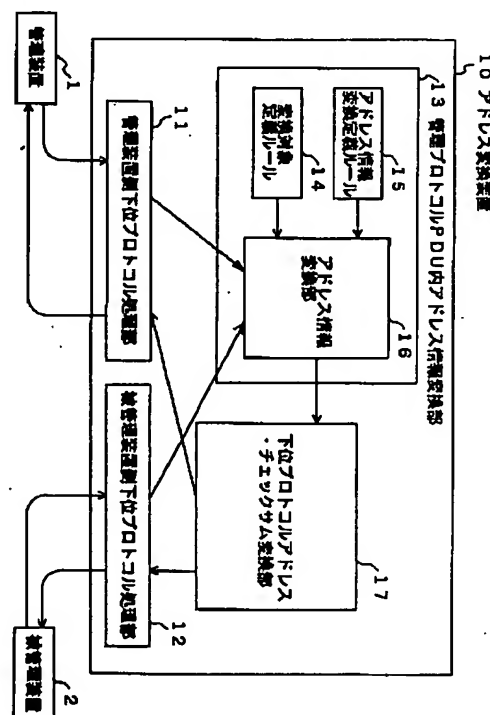 10 アドレス変換装置
13 管理プロトコルPDU内アドレス情報変換部
アドレス情報
変換定義ルール
15
変換対象
定義ルール
14
アドレス情報
変換部
16
下位プロトコルアドレス
・チェックサム変換部
17
11
管理装置側下位プロトコル処理部
被管理装置側下位プロトコル処理部
12
管理装置
1
被管理装置
2